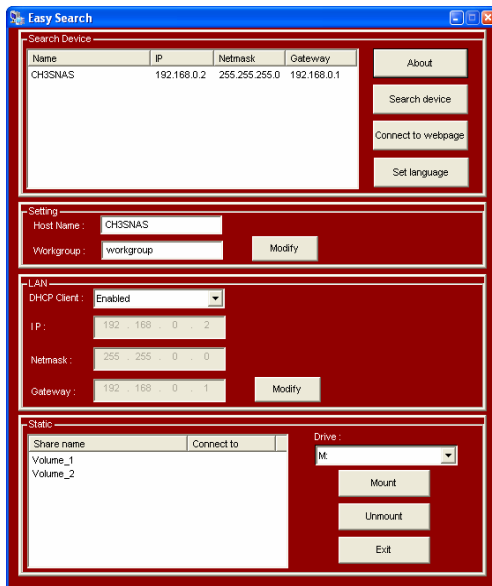 Easy Search
Search Device
Name IP Netmask Gateway
CH3SNAS 192.168.0.2 255.255.255.0 192.168.0.1
About
Search device
Connect to webpage
Set language
Setting
Host Name : CH3SNAS
Workgroup : workgroup
Modify
LAN
DHCP Client : Enabled
IP : 192 . 168 . 0 . 2
Netmask : 255 . 255 . 0 . 0
Gateway : 192 . 168 . 0 . 1
Modify
Static
Share name Connect to
Volume_1
Volume_2
Drive :
M:
Mount
Unmount
Exit